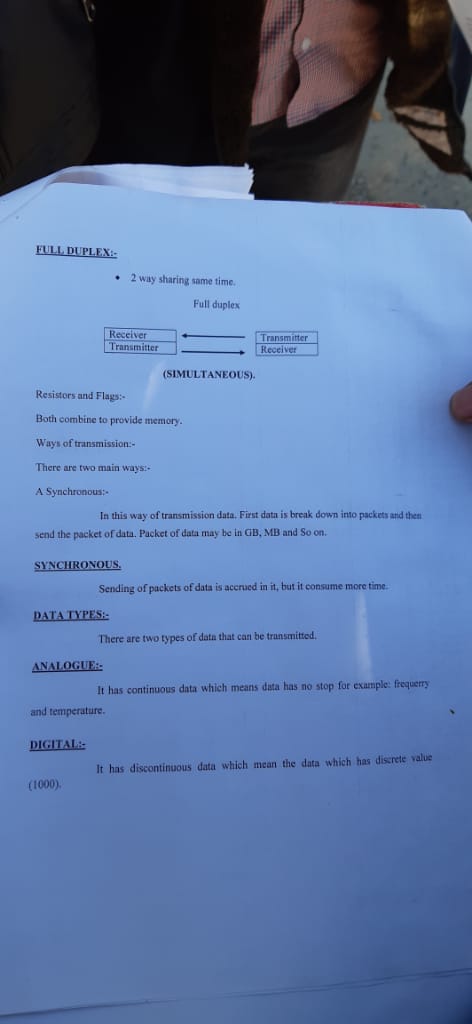 FULL DUPLEX:-
• 2 way sharing same time.
Full duplex
Receiver
Transmitter
Transmitter
Receiver
(SIMULTANEOUS).
Resistors and Flags:-
Both combine to provide memory.
Ways of transmission:-
There are two main ways:-
A Synchronous:-
In this way of transmission data. First data is break down into packets and then
send the packet of data. Packet of data may be in GB, MB and So on.
SYNCHRONOUS.
Sending of packets of data is accrued in it, but it consume more time.
DATA TYPES:-
There are two types of data that can be transmitted.
ANALOGUE:-
It has continuous data which means data has no stop for example: frequerry
and temperature.
DIGITAL:-
It has discontinuous data which mean the data which has discrete value
(1000).